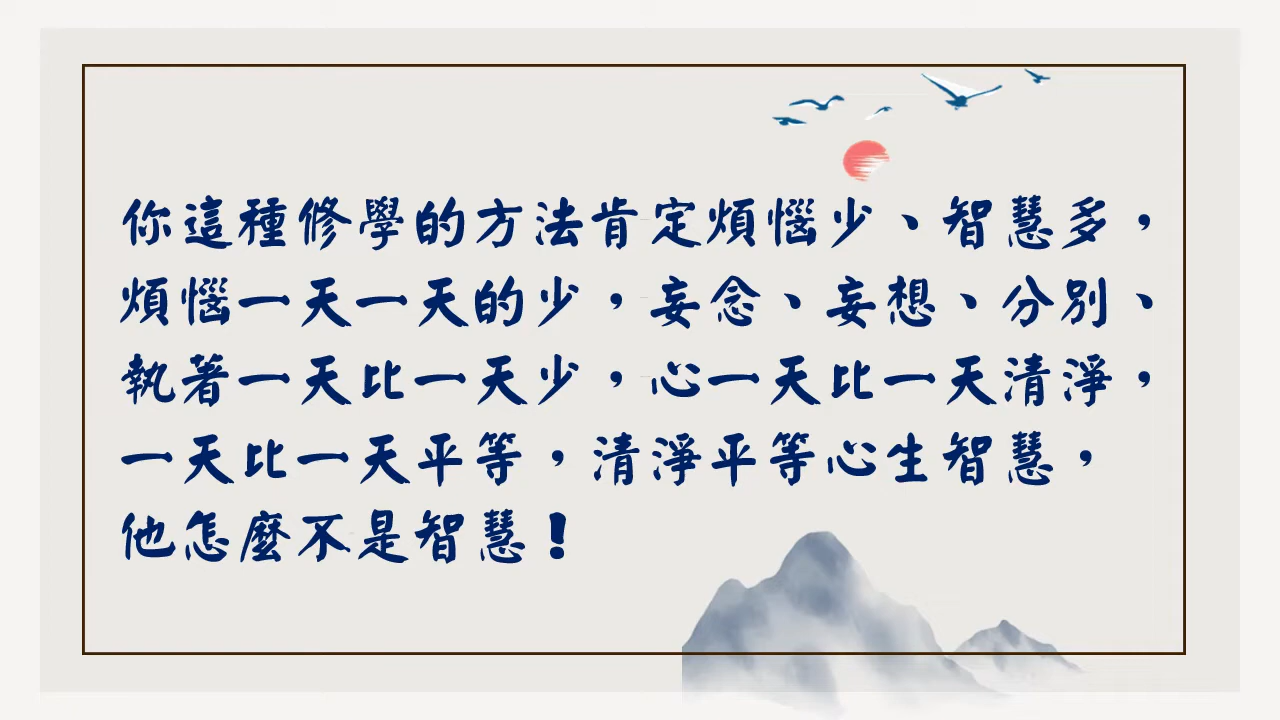 你這種修學的方法肯定煩惱少、智慧多，
煩惱一天一天的少，妄念、妄想、分別、
執著一天比一天少，心一天比一天清淨，
一天比一天平等，清淨平等心生智慧，
他怎麼不是智慧！